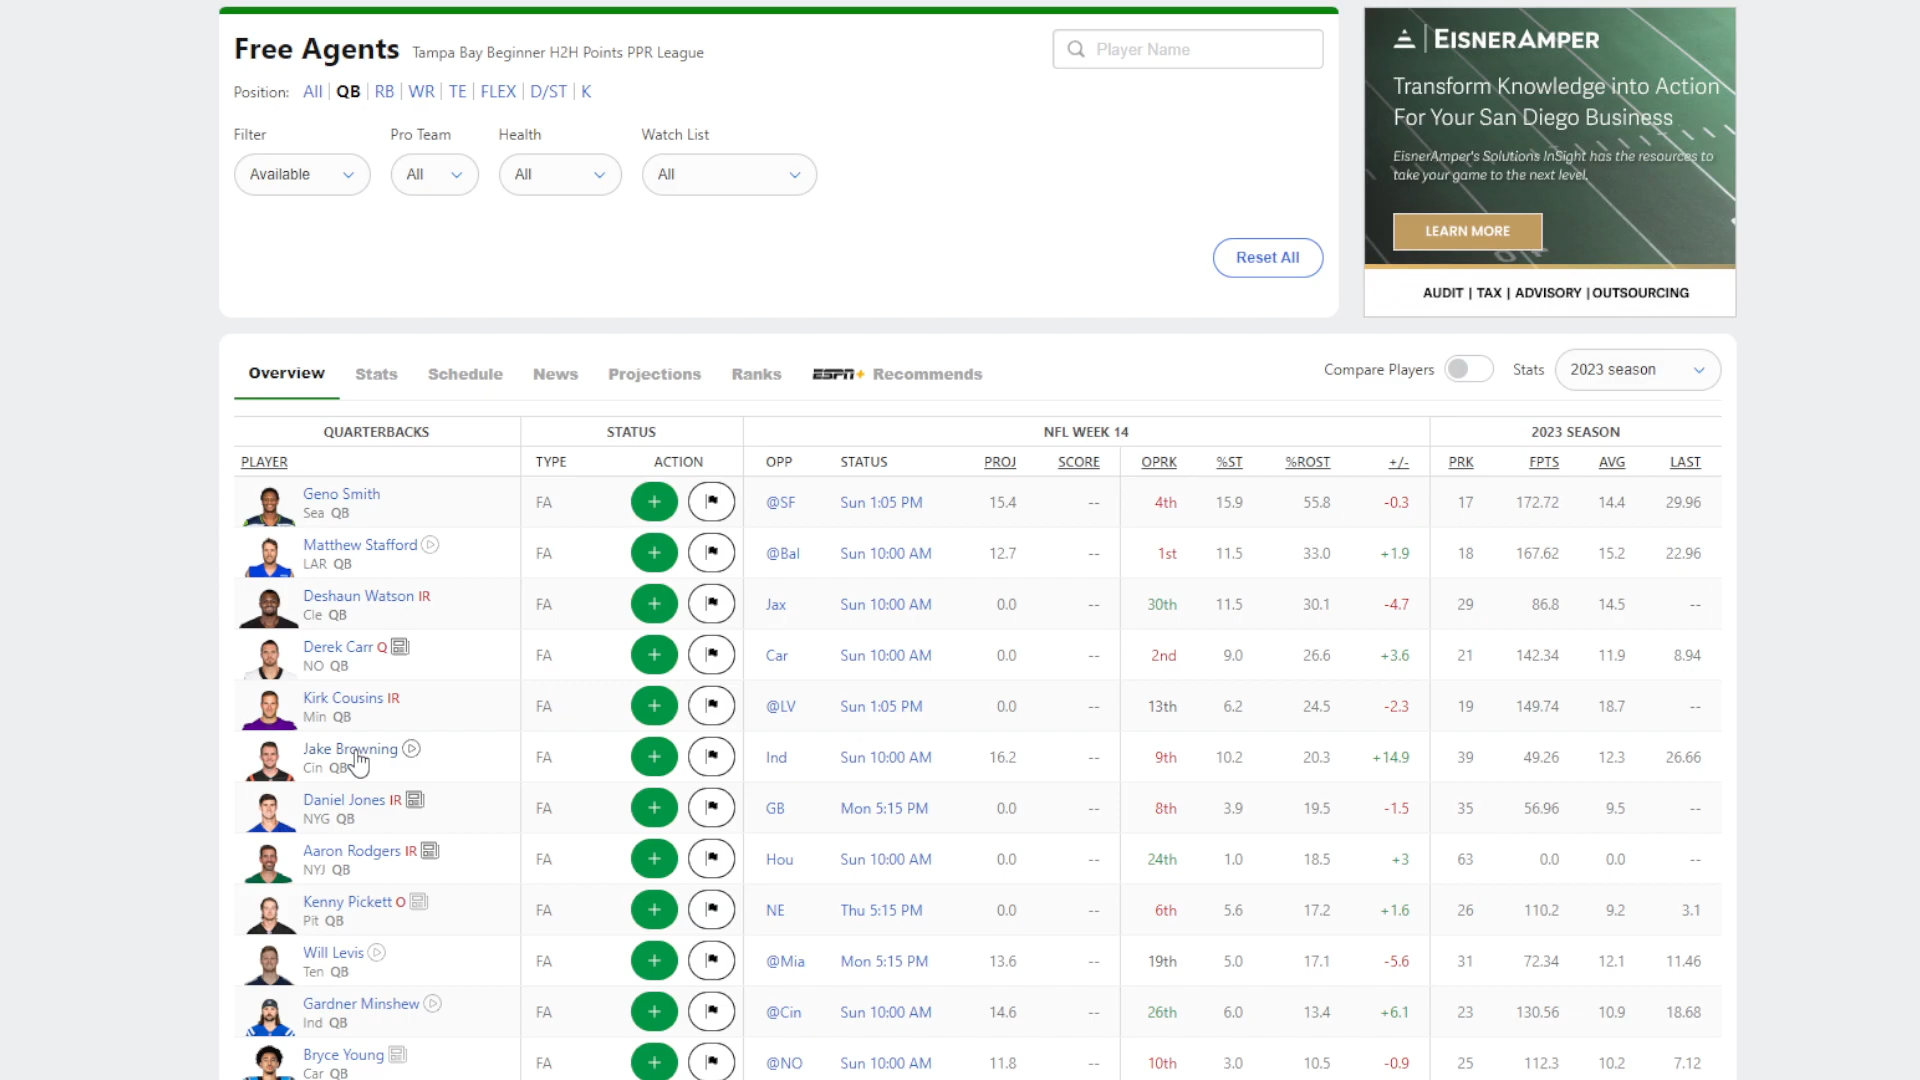 Free Agents Tampa Bay Beginner H2H Points PPR League
Player Name
Position: All QB RB WR TE FLEX D/ST K
Filter Pro Team Health Watch List
Available All All All
Reset All
EISNERAMPER
Transform Knowledge into Action
For Your San Diego Business
EisnerAmper's Solutions InSight has the resources to
take your game to the next level.
LEARN MORE
AUDIT | TAX | ADVISORY | OUTSOURCING
Overview Stats Schedule News Projections Ranks ESPN+ Recommends Compare Players Stats 2023 season
QUARTERBACKS STATUS NFL WEEK 14 2023 SEASON
PLAYER TYPE ACTION OPP STATUS PROJ SCORE OPRK %ST %ROST +/- PRK FPTS AVG LAST
Geno Smith
Sea QB FA @SF Sun 1:05 PM 15.4 -- 4th 15.9 55.8 -0.3 17 172.72 14.4 29.96
Matthew Stafford
LAR QB FA @Bal Sun 10:00 AM 12.7 -- 1st 11.5 33.0 +1.9 18 167.62 15.2 22.96
Deshaun Watson IR
Cle QB FA Jax Sun 10:00 AM 0.0 -- 30th 11.5 30.1 -4.7 29 86.8 14.5 --
Derek Carr Q
NO QB FA Car Sun 10:00 AM 0.0 -- 2nd 9.0 26.6 +3.6 21 142.34 11.9 8.94
Kirk Cousins IR
Min QB FA @LV Sun 1:05 PM 0.0 -- 13th 6.2 24.5 -2.3 19 149.74 18.7 --
Jake Browning
Cin QB FA Ind Sun 10:00 AM 16.2 -- 9th 10.2 20.3 +14.9 39 49.26 12.3 26.66
Daniel Jones IR
NYG QB FA GB Mon 5:15 PM 0.0 -- 8th 3.9 19.5 -1.5 35 56.96 9.5 --
Aaron Rodgers IR
NYJ QB FA Hou Sun 10:00 AM 0.0 -- 24th 1.0 18.5 +3 63 0.0 0.0 --
Kenny Pickett O
Pit QB FA NE Thu 5:15 PM 0.0 -- 6th 5.6 17.2 +1.6 26 110.2 9.2 3.1
Will Levis
Ten QB FA @Mia Mon 5:15 PM 13.6 -- 19th 5.0 17.1 -5.6 31 72.34 12.1 11.46
Gardner Minshew
Ind QB FA @Cin Sun 10:00 AM 14.6 -- 26th 6.0 13.4 +6.1 23 130.56 10.9 18.68
Bryce Young
Car QB FA @NO Sun 10:00 AM 11.8 -- 10th 3.0 10.5 -0.9 25 112.3 10.2 7.12